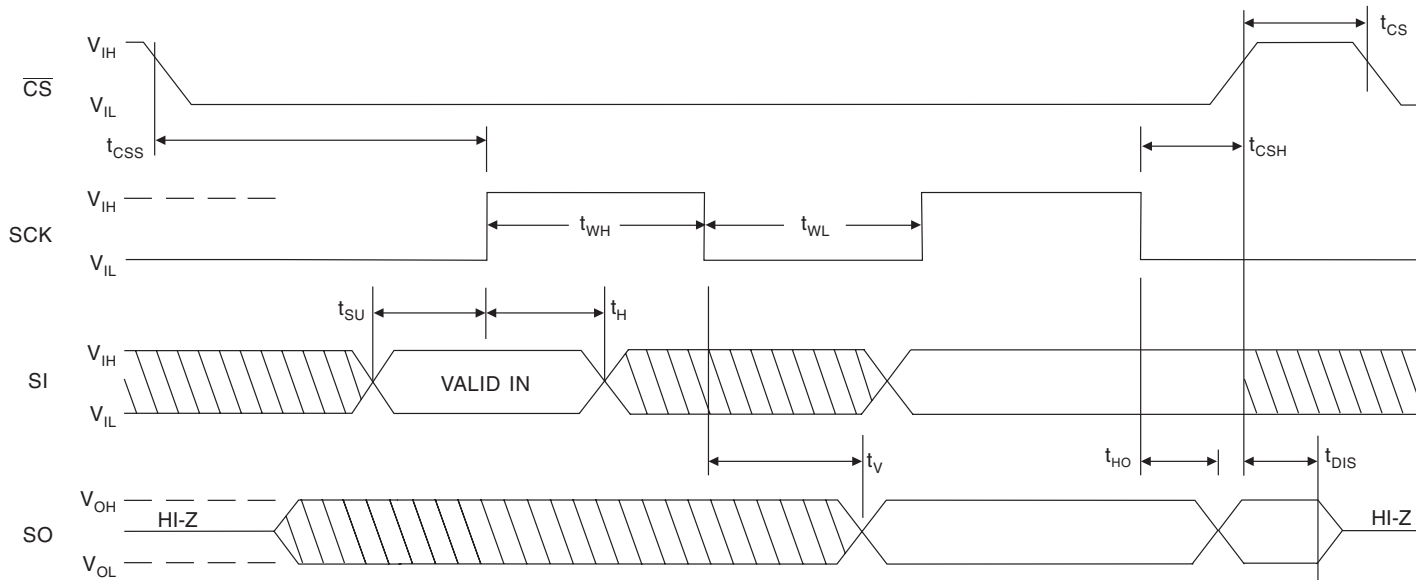 V_IH
t_CS
C̅S̅
V_IL
t_CSS
t_CSH
V_IH
t_WH
t_WL
SCK
V_IL
t_SU
t_H
V_IH
SI
VALID IN
V_IL
t_V
t_HO
t_DIS
V_OH
HI-Z
HI-Z
SO
V_OL